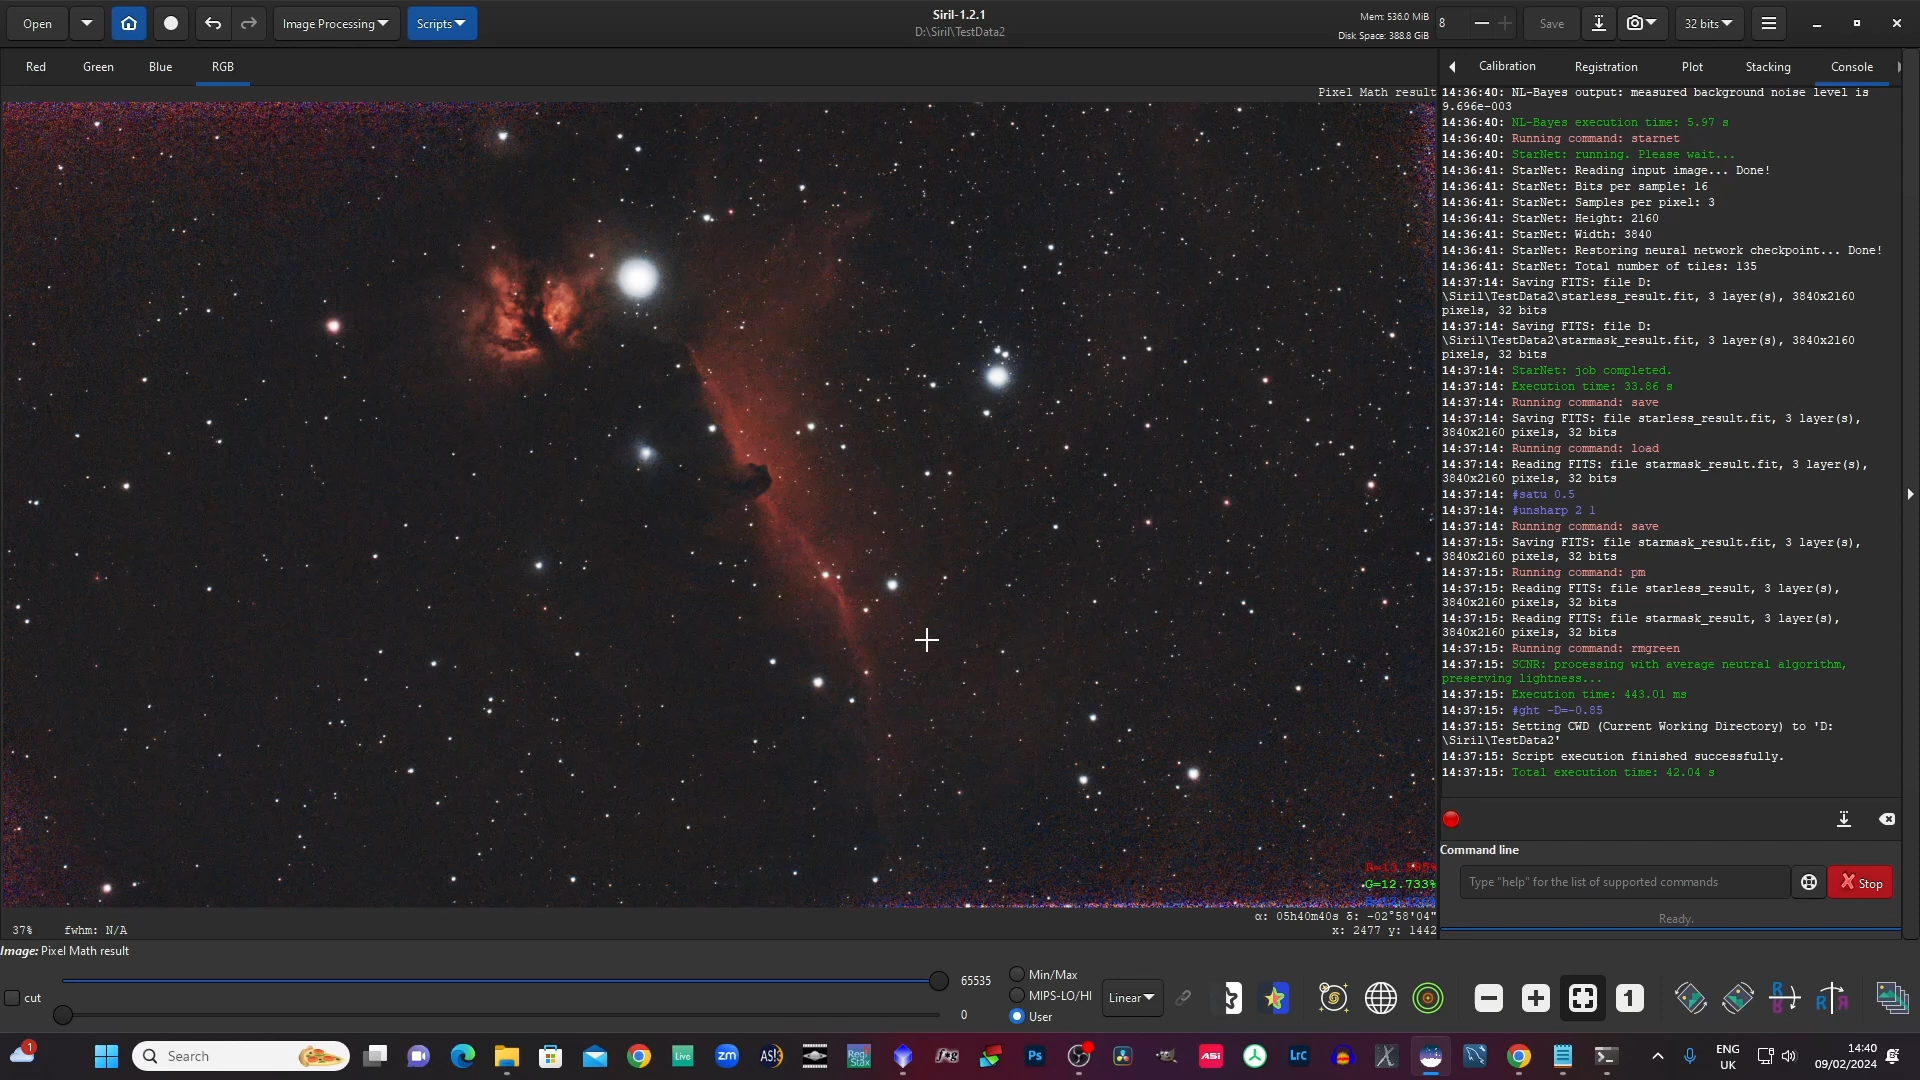 Open
Image Processing
Scripts
Siril-1.2.1
D:\Siril\TestData2
Mem: 536.0 MiB
Disk Space: 388.8 GiB
8
Save
32 bits
Red
Green
Blue
RGB
Calibration
Registration
Plot
Stacking
Console
Pixel Math result
14:36:40: NL-Bayes output: measured background noise level is
9.696e-003
14:36:40: NL-Bayes execution time: 5.97 s
14:36:40: Running command: starnet
14:36:40: StarNet: running. Please wait...
14:36:41: StarNet: Reading input image... Done!
14:36:41: StarNet: Bits per sample: 16
14:36:41: StarNet: Samples per pixel: 3
14:36:41: StarNet: Height: 2160
14:36:41: StarNet: Width: 3840
14:36:41: StarNet: Restoring neural network checkpoint... Done!
14:36:41: StarNet: Total number of tiles: 135
14:37:14: Saving FITS: file D:
\Siril\TestData2\starless_result.fit, 3 layer(s), 3840x2160
pixels, 32 bits
14:37:14: Saving FITS: file D:
\Siril\TestData2\starmask_result.fit, 3 layer(s), 3840x2160
pixels, 32 bits
14:37:14: StarNet: job completed.
14:37:14: Execution time: 33.86 s
14:37:14: Running command: save
14:37:14: Saving FITS: file starless_result.fit, 3 layer(s),
3840x2160 pixels, 32 bits
14:37:14: Running command: load
14:37:14: Reading FITS: file starmask_result.fit, 3 layer(s),
3840x2160 pixels, 32 bits
14:37:14: #satu 0.5
14:37:14: #unsharp 2 1
14:37:14: Running command: save
14:37:15: Saving FITS: file starmask_result.fit, 3 layer(s),
3840x2160 pixels, 32 bits
14:37:15: Running command: pm
14:37:15: Reading FITS: file starless_result, 3 layer(s),
3840x2160 pixels, 32 bits
14:37:15: Reading FITS: file starmask_result, 3 layer(s),
3840x2160 pixels, 32 bits
14:37:15: Running command: rmgreen
14:37:15: SCNR: processing with average neutral algorithm,
preserving lightness...
14:37:15: Execution time: 443.01 ms
14:37:15: #ght -D=-0.85
14:37:15: Setting CWD (Current Working Directory) to 'D:
\Siril\TestData2'
14:37:15: Script execution finished successfully.
14:37:15: Total execution time: 42.04 s
Command line
Type "help" for the list of supported commands
Stop
Ready.
G=12.733%
α: 05h40m40s δ: -02°58'04"
x: 2477 y: 1442
37%
fwhm: N/A
Image: Pixel Math result
cut
65535
0
Min/Max
MIPS-LO/HI
User
Linear
1
1
Search
Live
zm
AS!
Reg
Stax
Ps
ASI
Lrc
ENG
UK
14:40
09/02/2024